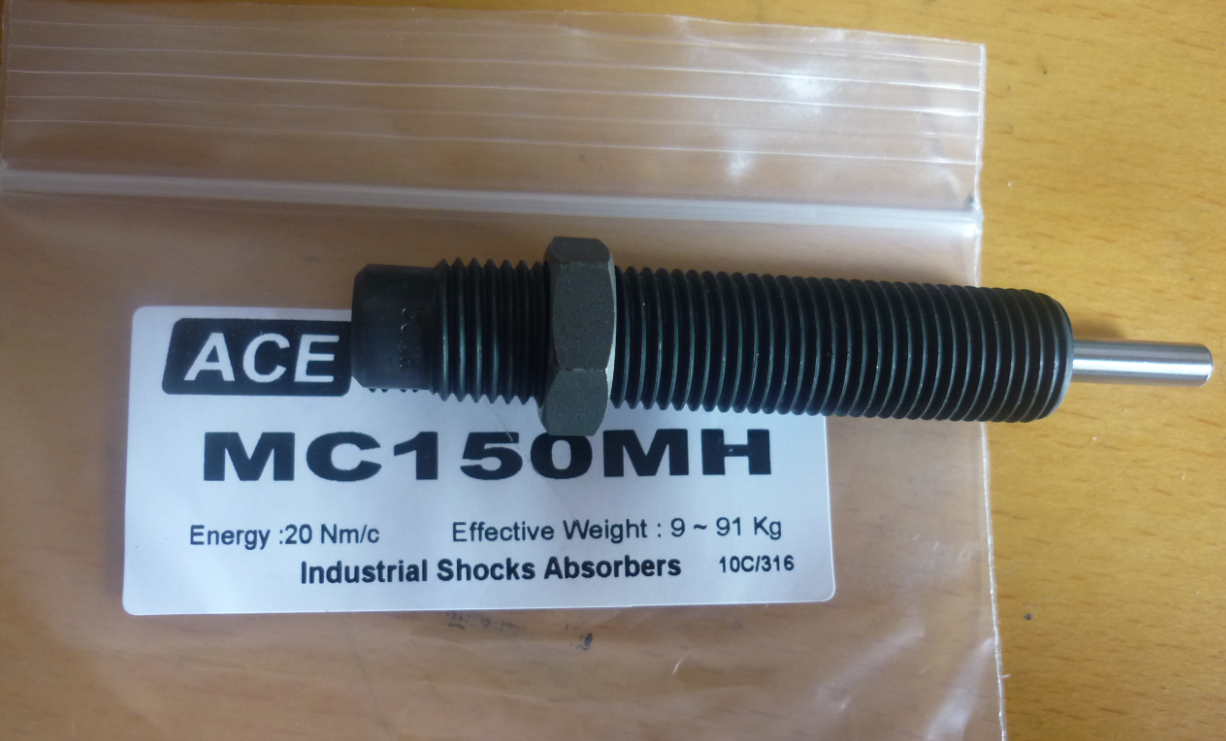 ACE
MC150MH
Energy :20 Nm/c Effective Weight : 9 ~ 91 Kg
Industrial Shocks Absorbers 10C/316